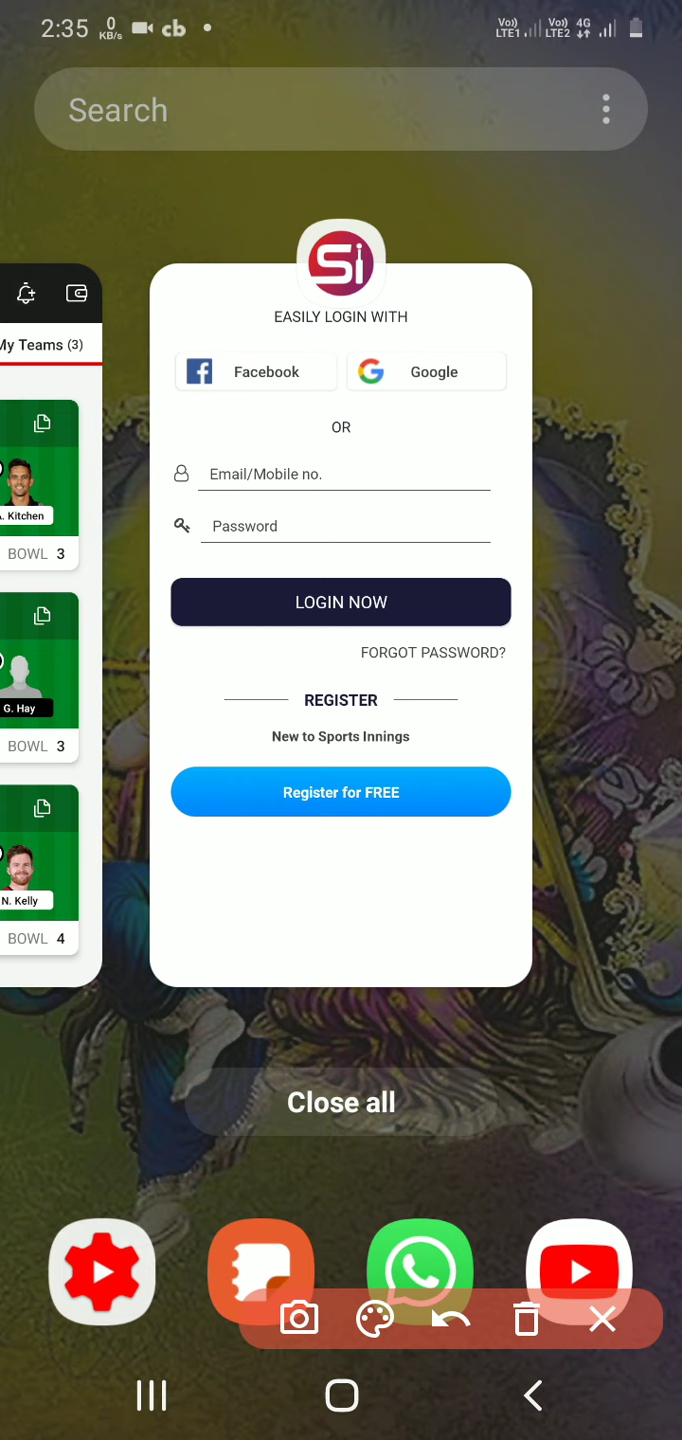 2:35 0 KB/s cb Vo)) LTE1 Vo)) LTE2 4G
Search
Si
EASILY LOGIN WITH
My Teams (3)
Facebook Google
OR
Email/Mobile no.
A. Kitchen
Password
BOWL 3
LOGIN NOW
FORGOT PASSWORD?
REGISTER
G. Hay
New to Sports Innings
BOWL 3
Register for FREE
N. Kelly
BOWL 4
Close all